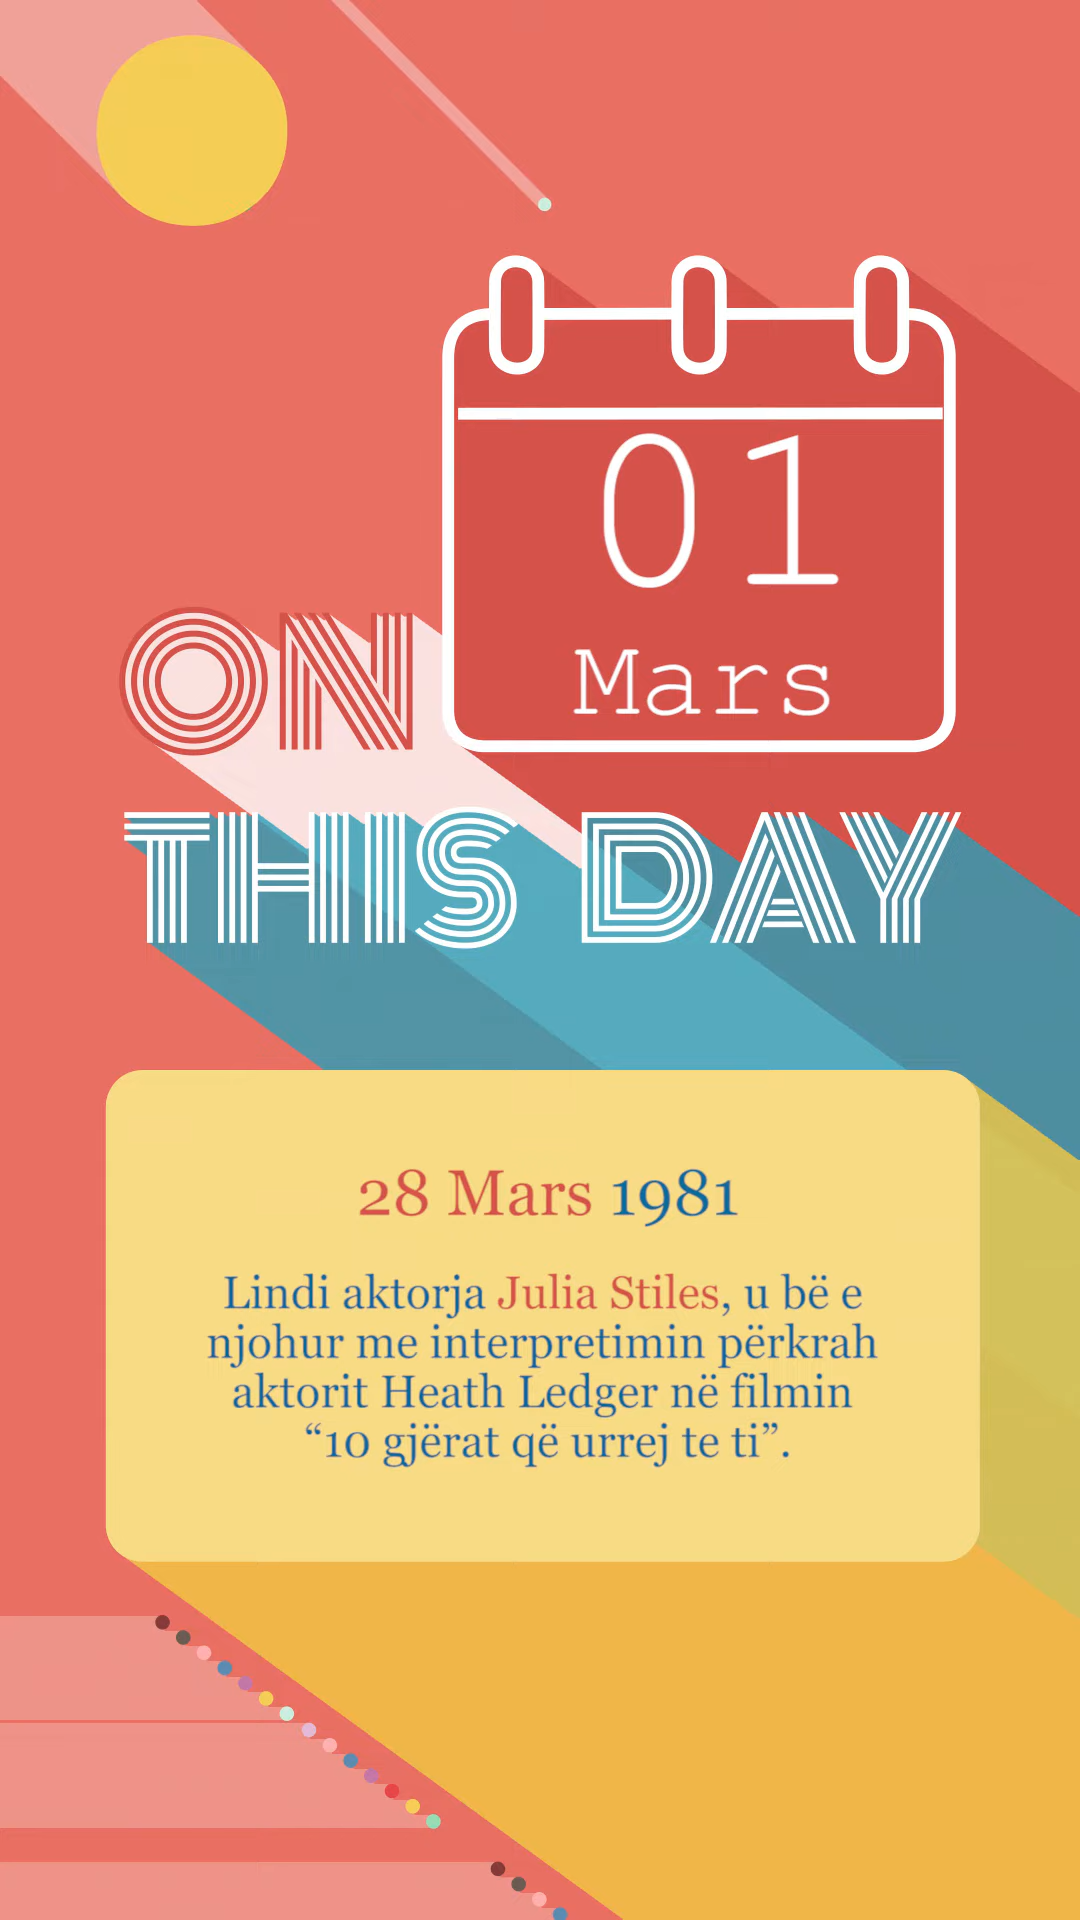 01
Mars
ON
THIS DAY
28 Mars 1981
Lindi aktorja Julia Stiles, u bë e
njohur me interpretimin përkrah
aktorit Heath Ledger në filmin
“10 gjërat që urrej te ti”.